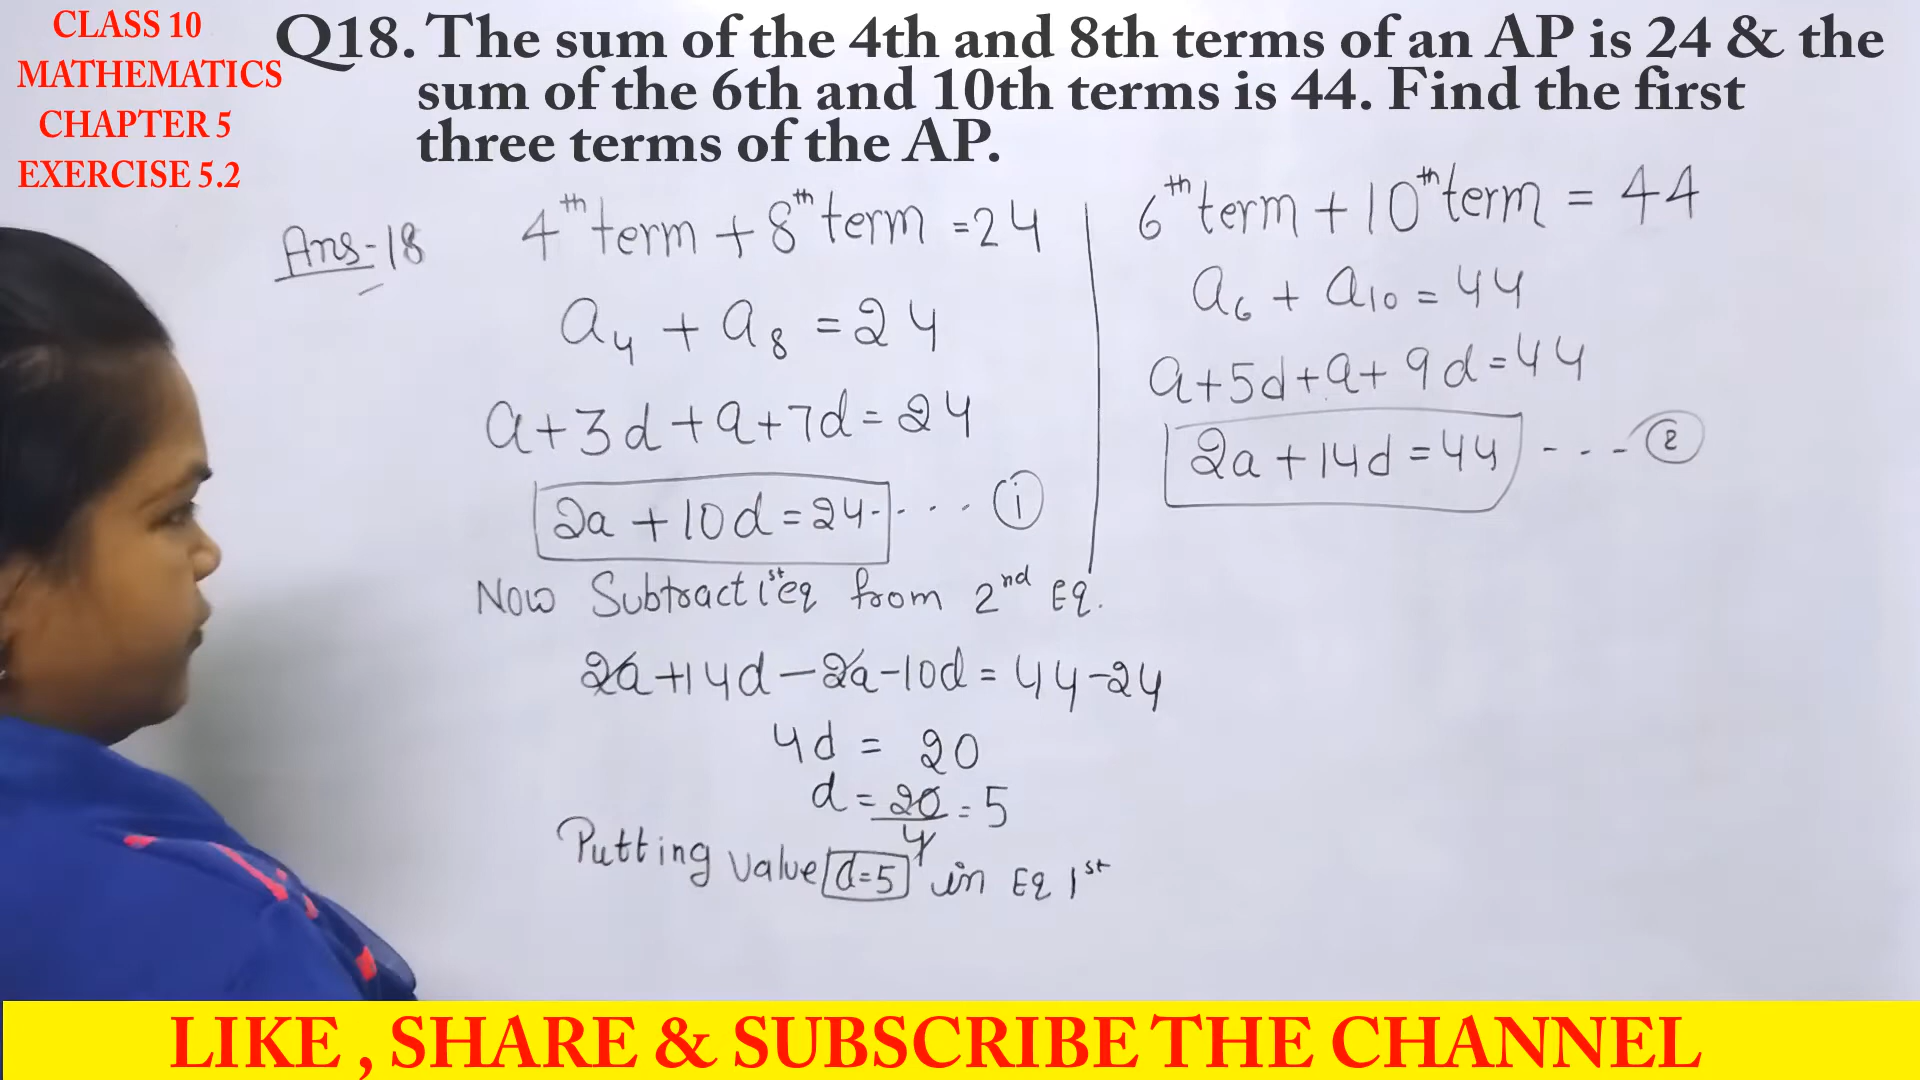 CLASS 10
MATHEMATICS
CHAPTER 5
EXERCISE 5.2
Q18. The sum of the 4th and 8th terms of an AP is 24 & the
sum of the 6th and 10th terms is 44. Find the first
three terms of the AP.
Ans-18
4th term + 8th term = 24
a₄ + a₈ = 24
a+3d+a+7d=24
2a+10d=24 - - - - ①
6th term + 10th term = 44
a₆ + a₁₀ = 44
a+5d+a+9d=44
2a+14d=44 - - - ②
Now Subtract 1st eq from 2nd Eq.
2a+14d-2a-10d=44-24
4d = 20
d = 20/4 = 5
Putting value d=5 in Eq 1st
LIKE , SHARE & SUBSCRIBE THE CHANNEL